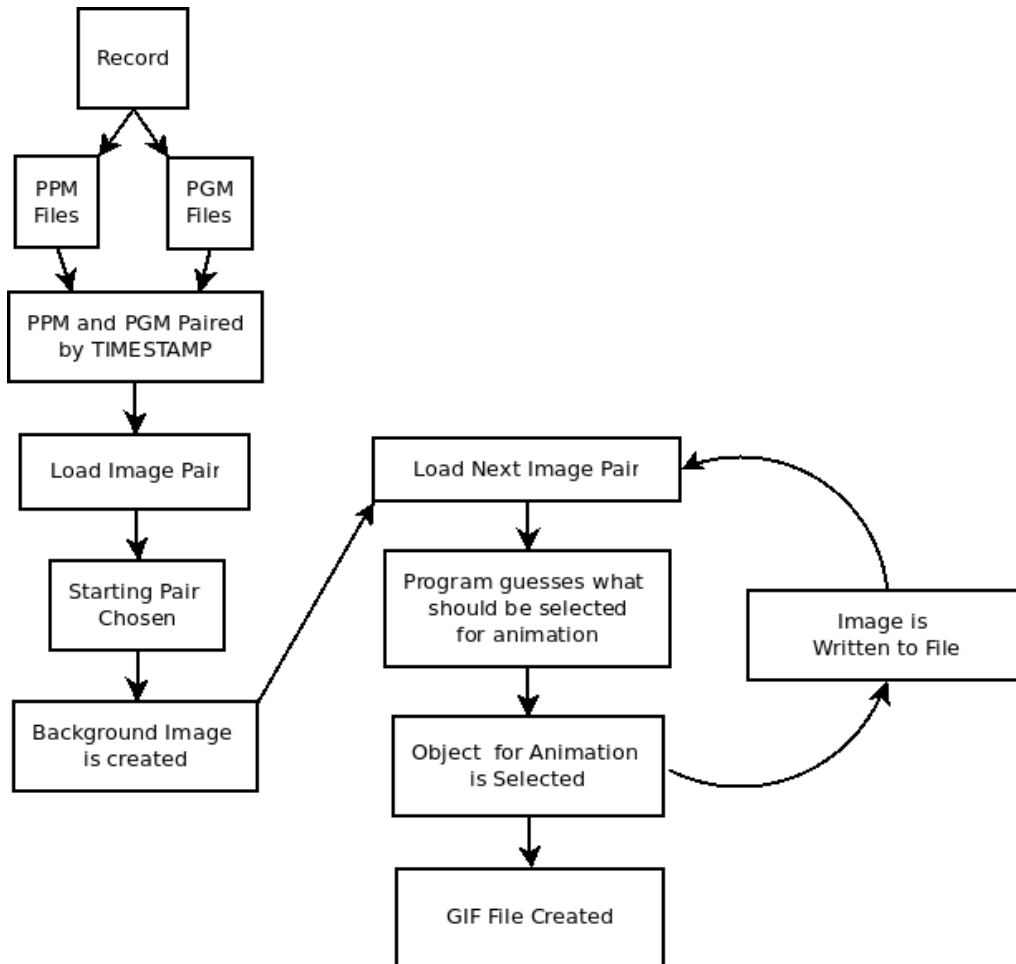 Record
PPM
Files
PGM
Files
PPM and PGM Paired
by TIMESTAMP
Load Image Pair
Starting Pair
Chosen
Background Image
is created
Load Next Image Pair
Program guesses what
should be selected
for animation
Object for Animation
is Selected
Image is
Written to File
GIF File Created